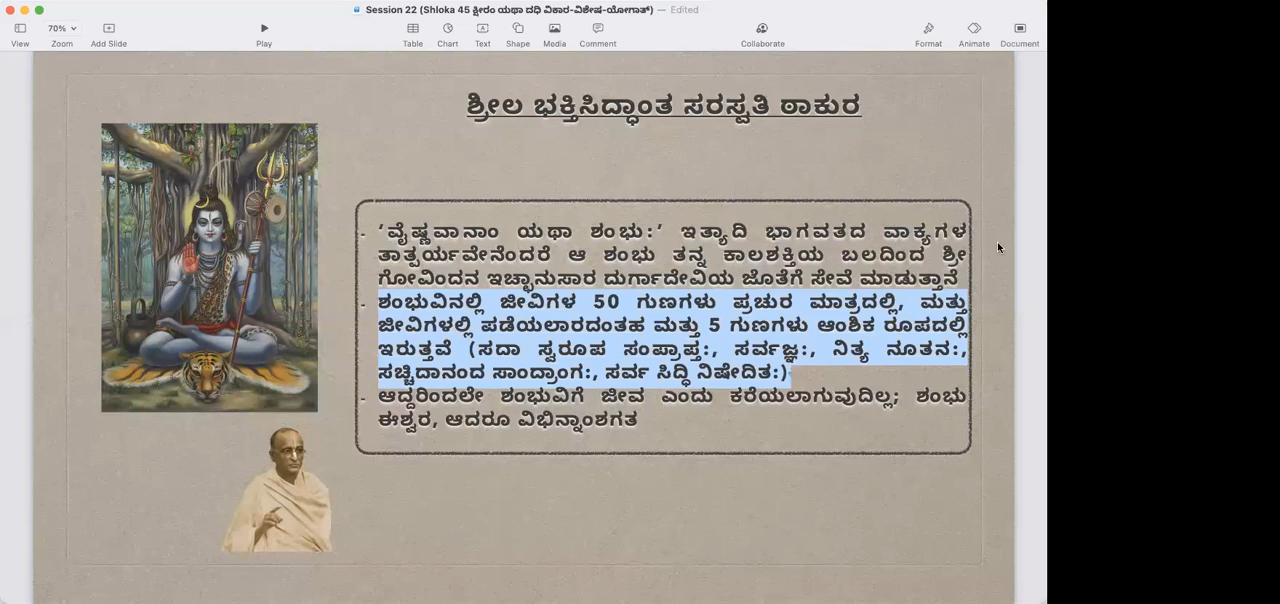 Session 22 (Shloka 45 ಕ್ಷೀರಂ ಯಥಾ ದಧಿ ವಿಕಾರ-ವಿಶೇಷ-ಯೋಗಾತ್) — Edited
70%
View Zoom Add Slide Play Table Chart Text Shape Media Comment Collaborate Format Animate Document
ಶ್ರೀಲ ಭಕ್ತಿಸಿದ್ಧಾಂತ ಸರಸ್ವತಿ ಠಾಕುರ
- ‘ವೈಷ್ಣವಾನಾಂ ಯಥಾ ಶಂಭು:’ ಇತ್ಯಾದಿ ಭಾಗವತದ ವಾಕ್ಯಗಳ
ತಾತ್ಪರ್ಯವೇನೆಂದರೆ ಆ ಶಂಭು ತನ್ನ ಕಾಲಶಕ್ತಿಯ ಬಲದಿಂದ ಶ್ರೀ
ಗೋವಿಂದನ ಇಚ್ಛಾನುಸಾರ ದುರ್ಗಾದೇವಿಯ ಜೊತೆಗೆ ಸೇವೆ ಮಾಡುತ್ತಾನೆ
- ಶಂಭುವಿನಲ್ಲಿ ಜೀವಿಗಳ 50 ಗುಣಗಳು ಪ್ರಚುರ ಮಾತ್ರದಲ್ಲಿ, ಮತ್ತು
ಜೀವಿಗಳಲ್ಲಿ ಪಡೆಯಲಾರದಂತಹ ಮತ್ತು 5 ಗುಣಗಳು ಆಂಶಿಕ ರೂಪದಲ್ಲಿ
ಇರುತ್ತವೆ (ಸದಾ ಸ್ವರೂಪ ಸಂಪ್ರಾಪ್ತ:, ಸರ್ವಜ್ಞ:, ನಿತ್ಯ ನೂತನ:,
ಸಚ್ಚಿದಾನಂದ ಸಾಂದ್ರಾಂಗ:, ಸರ್ವ ಸಿದ್ಧಿ ನಿಷೇದಿತ:)
- ಆದ್ದರಿಂದಲೇ ಶಂಭುವಿಗೆ ಜೀವ ಎಂದು ಕರೆಯಲಾಗುವುದಿಲ್ಲ; ಶಂಭು
ಈಶ್ವರ, ಆದರೂ ವಿಭಿನ್ನಾಂಶಗತ